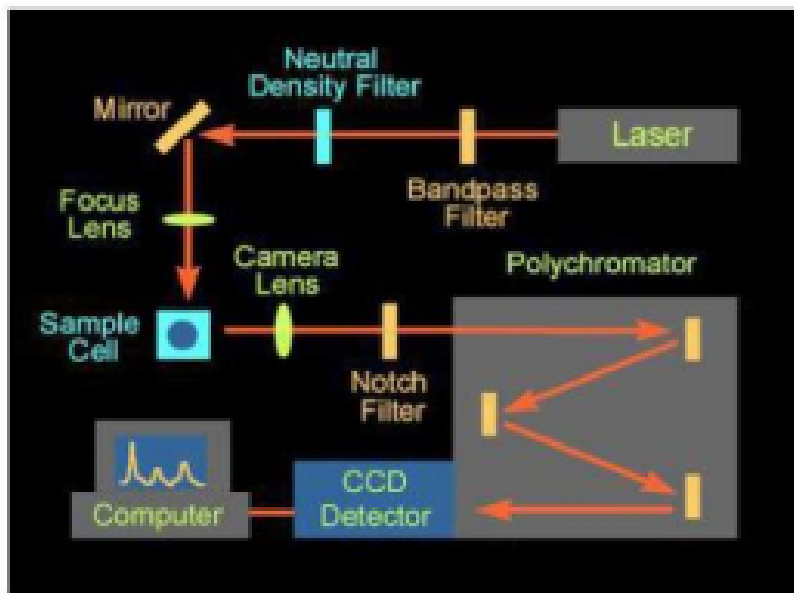 Neutral
Density Filter
Mirror
Laser
Bandpass
Filter
Focus
Lens
Camera
Lens
Polychromator
Sample
Cell
Notch
Filter
CCD
Detector
Computer